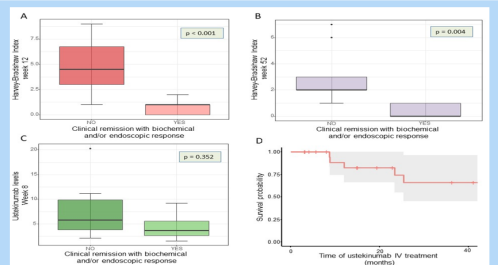 A
p < 0.001
Harvey-Bradshaw index
week 12
7.5
5.0
2.5
0.0
NO
YES
Clinical remission with biochemical
and/or endoscopic response
B
p = 0.004
Harvey-Bradshaw index
week 52
6
4
2
0
NO
YES
Clinical remission with biochemical
and/or endoscopic response
C
p = 0.352
Ustekinumab levels
Week 8
20
15
10
5
NO
YES
Clinical remission with biochemical
and/or endoscopic response
D
Survival probability
1.00
0.75
0.50
0.25
0.00
0
20
40
Time of ustekinumab IV treatment
(months)